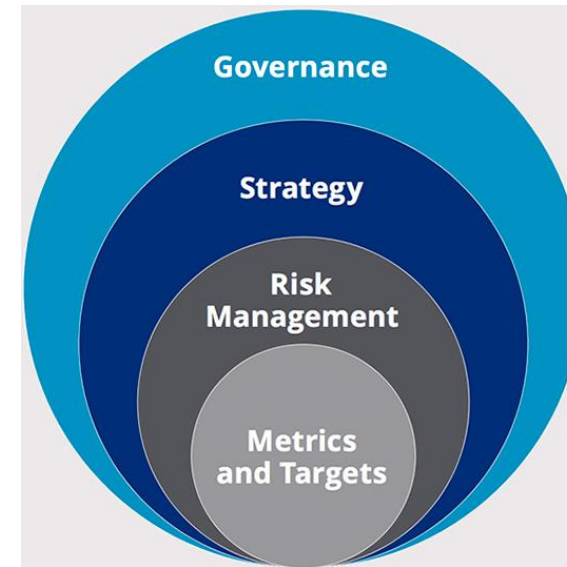 Governance
Strategy
Risk
Management
Metrics
and Targets